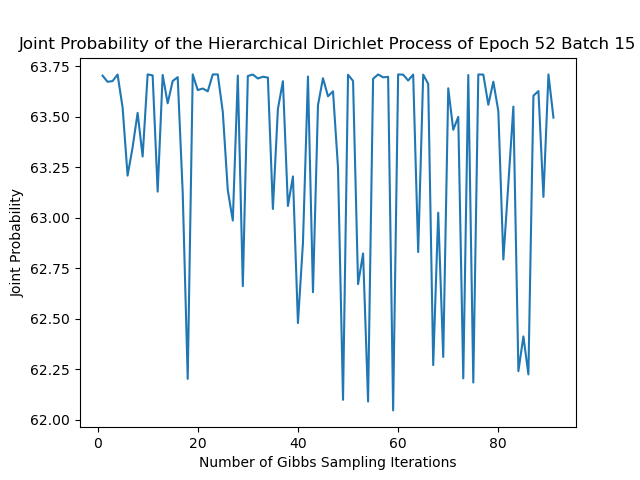 Joint Probability of the Hierarchical Dirichlet Process of Epoch 52 Batch 15
63.75
63.50
63.25
63.00
62.75
62.50
62.25
62.00
Joint Probability
0 20 40 60 80
Number of Gibbs Sampling Iterations